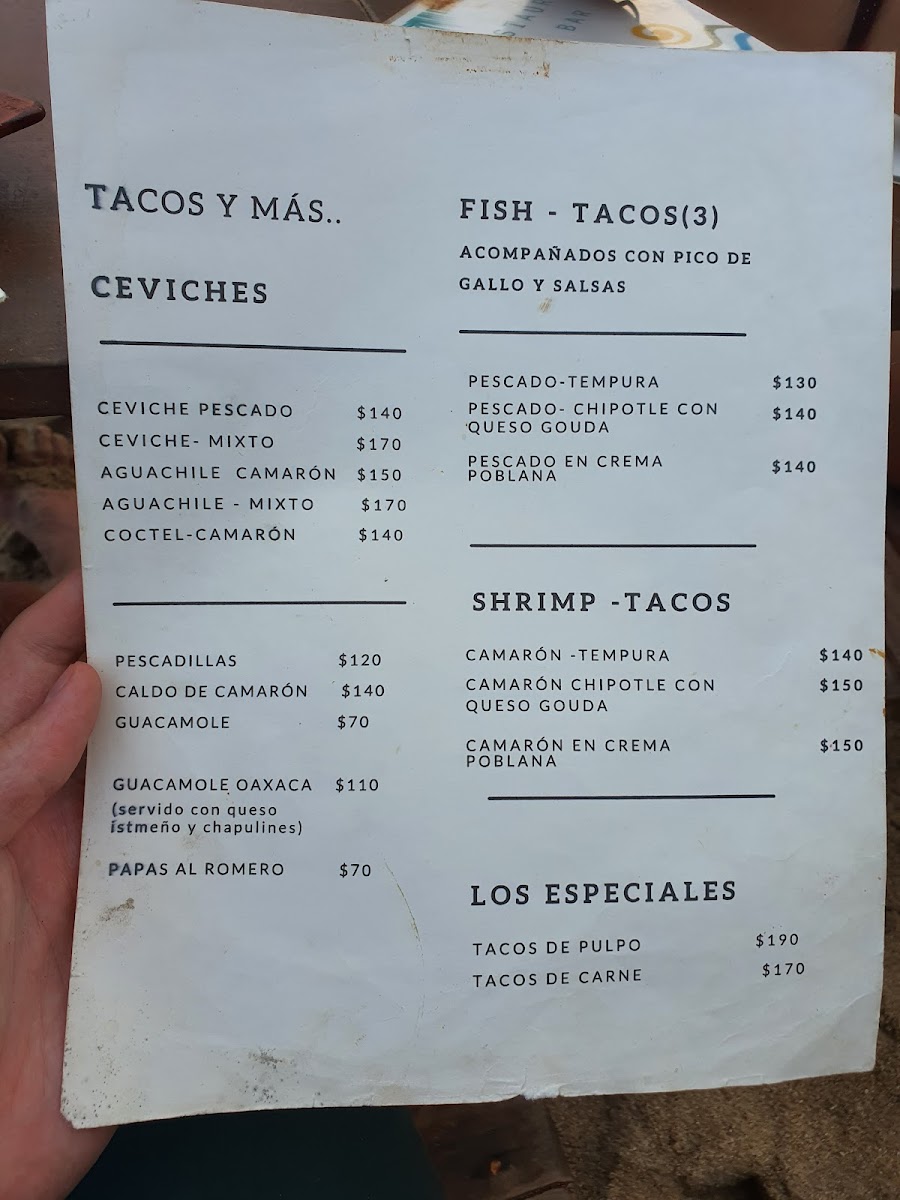 BAR
TACOS Y MÁS..
CEVICHES
CEVICHE PESCADO $140
CEVICHE- MIXTO $170
AGUACHILE CAMARÓN $150
AGUACHILE - MIXTO $170
COCTEL-CAMARÓN $140
PESCADILLAS $120
CALDO DE CAMARÓN $140
GUACAMOLE $70
GUACAMOLE OAXACA $110
(servido con queso
istmeño y chapulines)
PAPAS AL ROMERO $70
FISH - TACOS(3)
ACOMPAÑADOS CON PICO DE
GALLO Y SALSAS
PESCADO-TEMPURA $130
PESCADO- CHIPOTLE CON $140
QUESO GOUDA
PESCADO EN CREMA $140
POBLANA
SHRIMP -TACOS
CAMARÓN -TEMPURA $140
CAMARÓN CHIPOTLE CON $150
QUESO GOUDA
CAMARÓN EN CREMA $150
POBLANA
LOS ESPECIALES
TACOS DE PULPO $190
TACOS DE CARNE $170